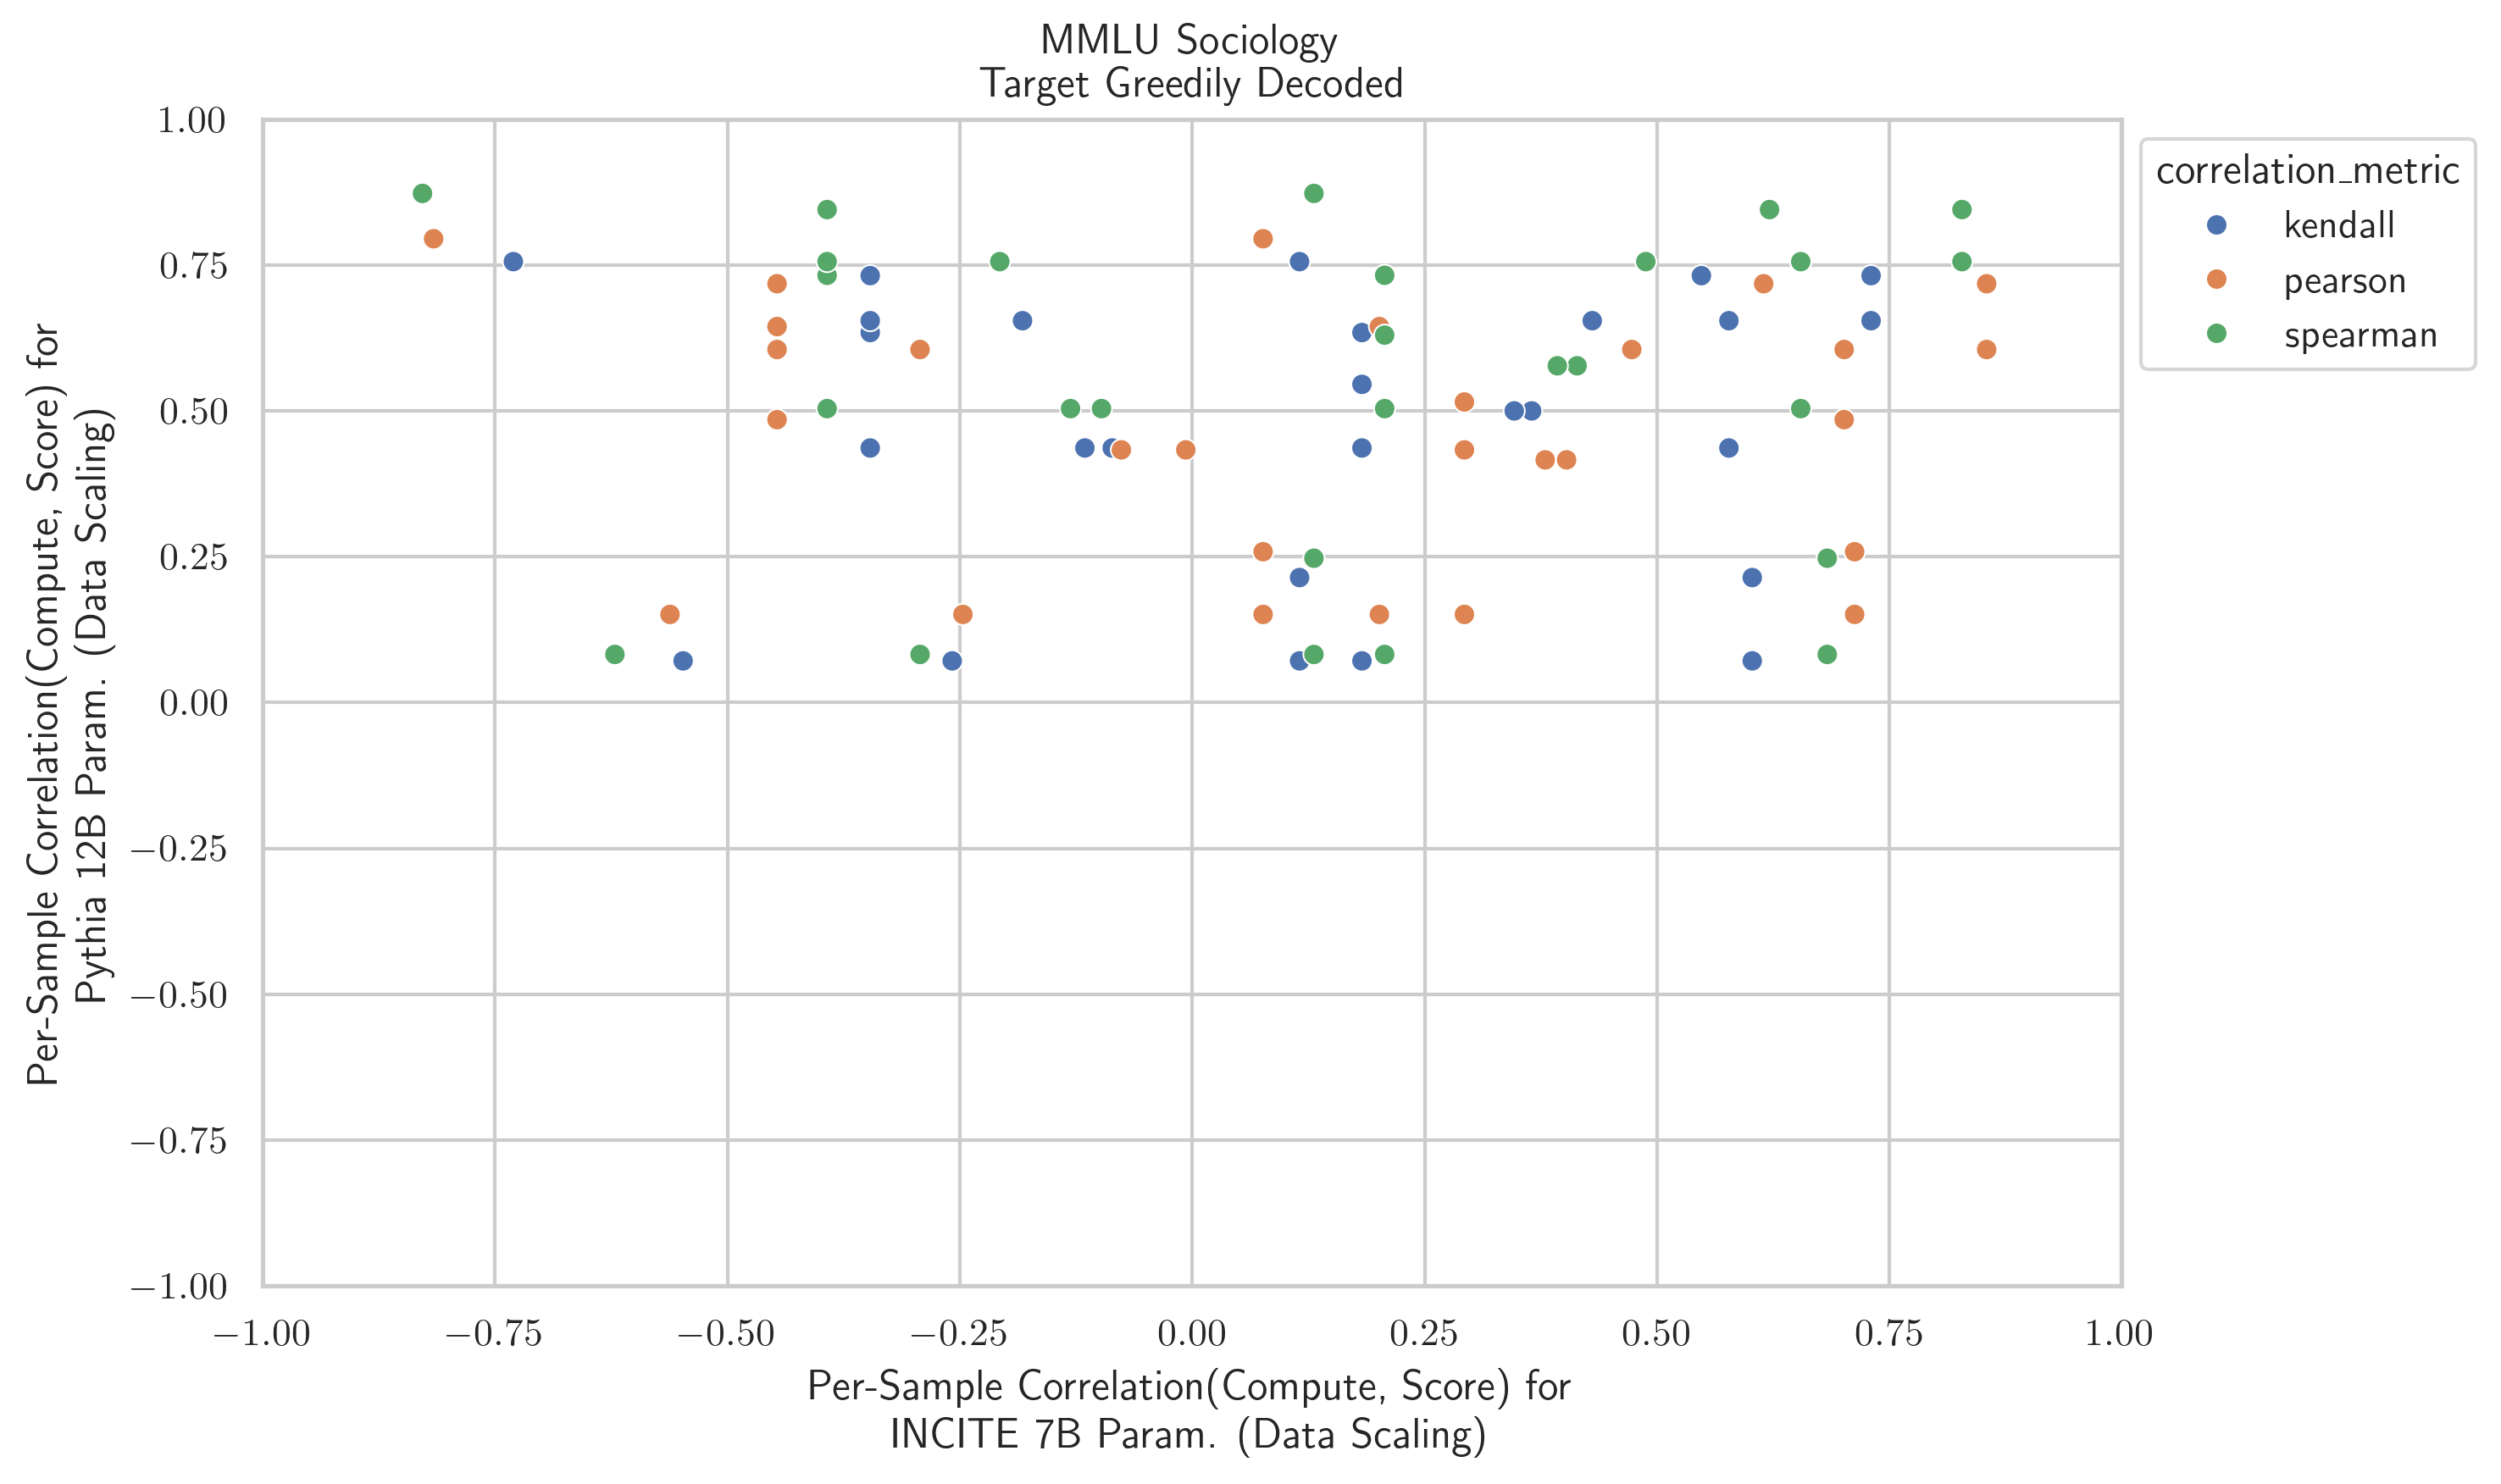 MMLU Sociology
Target Greedily Decoded
Per-Sample Correlation(Compute, Score) for
Pythia 12B Param. (Data Scaling)
1.00
0.75
0.50
0.25
0.00
−0.25
−0.50
−0.75
−1.00
−1.00 −0.75 −0.50 −0.25 0.00 0.25 0.50 0.75 1.00
Per-Sample Correlation(Compute, Score) for
INCITE 7B Param. (Data Scaling)
correlation_metric
kendall
pearson
spearman